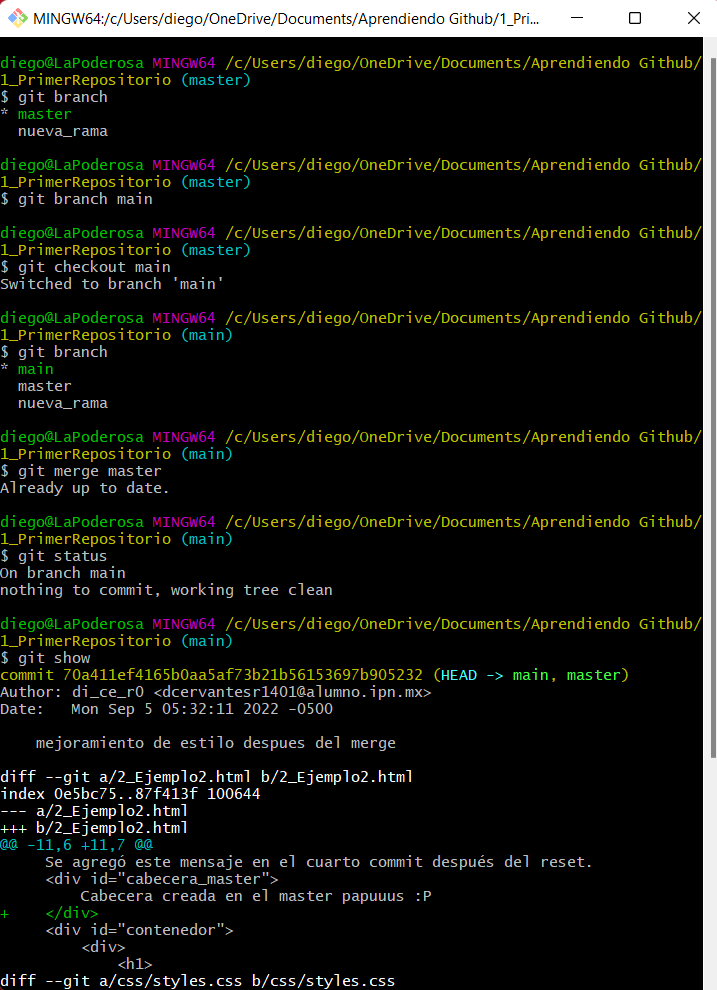 MINGW64:/c/Users/diego/OneDrive/Documents/Aprendiendo Github/1_Pri...
diego@LaPoderosa MINGW64 /c/Users/diego/OneDrive/Documents/Aprendiendo Github/
1_PrimerRepositorio (master)
$ git branch
* master
  nueva_rama
diego@LaPoderosa MINGW64 /c/Users/diego/OneDrive/Documents/Aprendiendo Github/
1_PrimerRepositorio (master)
$ git branch main
diego@LaPoderosa MINGW64 /c/Users/diego/OneDrive/Documents/Aprendiendo Github/
1_PrimerRepositorio (master)
$ git checkout main
Switched to branch 'main'
diego@LaPoderosa MINGW64 /c/Users/diego/OneDrive/Documents/Aprendiendo Github/
1_PrimerRepositorio (main)
$ git branch
* main
  master
  nueva_rama
diego@LaPoderosa MINGW64 /c/Users/diego/OneDrive/Documents/Aprendiendo Github/
1_PrimerRepositorio (main)
$ git merge master
Already up to date.
diego@LaPoderosa MINGW64 /c/Users/diego/OneDrive/Documents/Aprendiendo Github/
1_PrimerRepositorio (main)
$ git status
On branch main
nothing to commit, working tree clean
diego@LaPoderosa MINGW64 /c/Users/diego/OneDrive/Documents/Aprendiendo Github/
1_PrimerRepositorio (main)
$ git show
commit 70a411ef4165b0aa5af73b21b56153697b905232 (HEAD -> main, master)
Author: di_ce_r0 <dcervantesr1401@alumno.ipn.mx>
Date:   Mon Sep 5 05:32:11 2022 -0500
    mejoramiento de estilo despues del merge
diff --git a/2_Ejemplo2.html b/2_Ejemplo2.html
index 0e5bc75..87f413f 100644
--- a/2_Ejemplo2.html
+++ b/2_Ejemplo2.html
@@ -11,6 +11,7 @@
     Se agregó este mensaje en el cuarto commit después del reset.
     <div id="cabecera_master">
         Cabecera creada en el master papuuus :P
+    </div>
     <div id="contenedor">
         <div>
             <h1>
diff --git a/css/styles.css b/css/styles.css